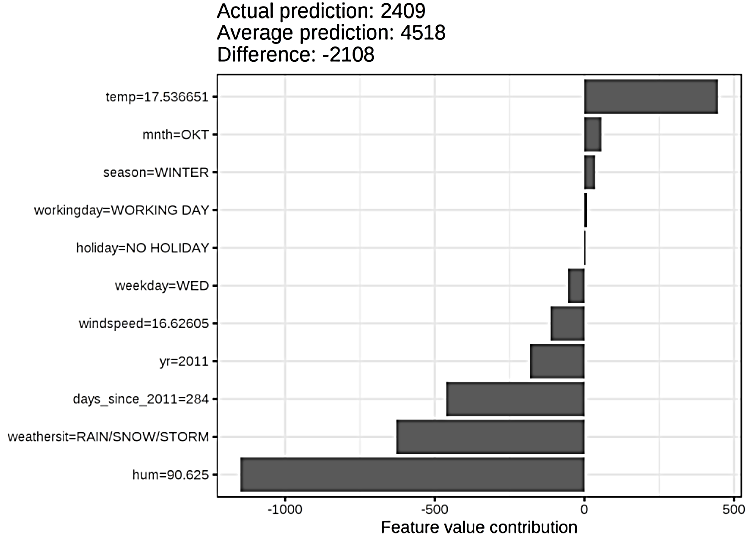 Actual prediction: 2409
Average prediction: 4518
Difference: -2108
temp=17.536651
mnth=OKT
season=WINTER
workingday=WORKING DAY
holiday=NO HOLIDAY
weekday=WED
windspeed=16.62605
yr=2011
days_since_2011=284
weathersit=RAIN/SNOW/STORM
hum=90.625
-1000 -500 0 500
Feature value contribution